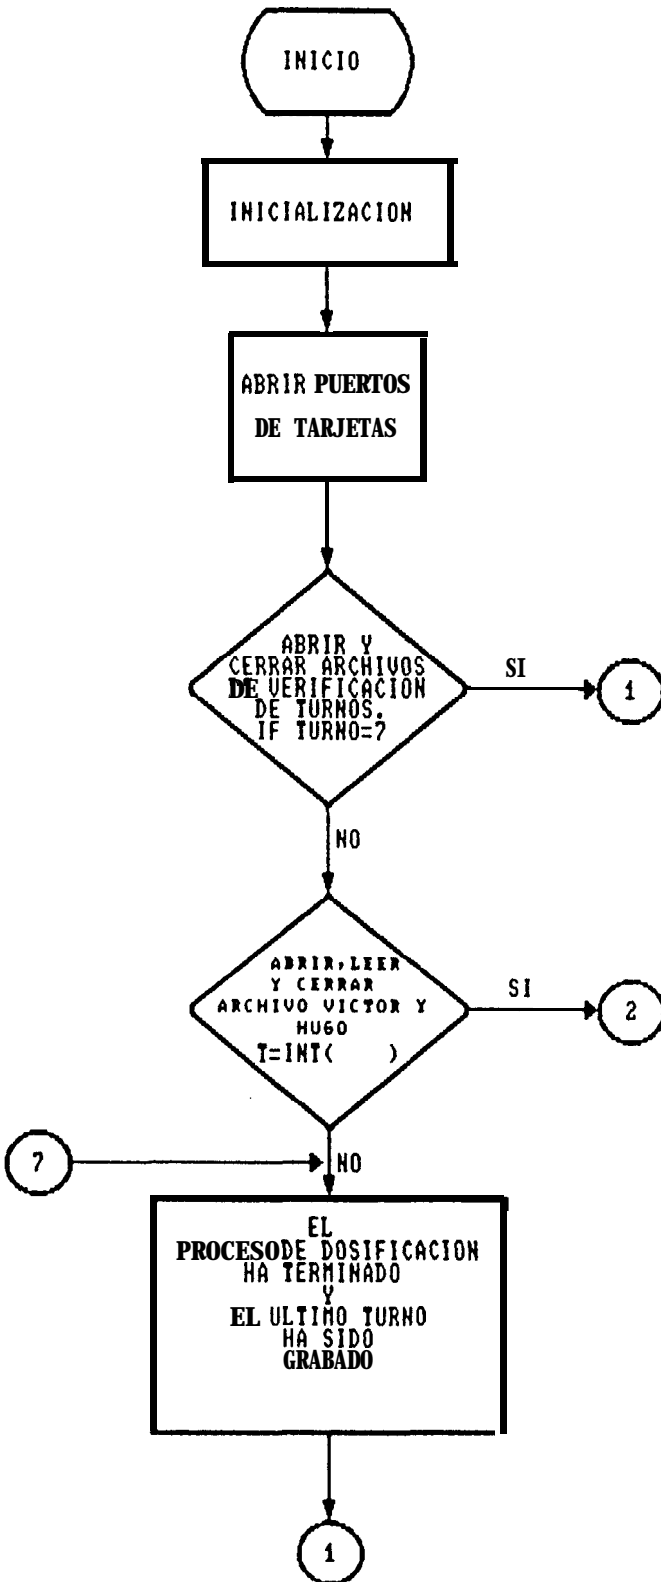 INICIO
INICIALIZACION
ABRIR PUERTOS
DE TARJETAS
ABRIR Y
CERRAR ARCHIVOS
DE VERIFICACION
DE TURNOS.
IF TURNO=7
SI
1
NO
ABRIR, LEER
Y CERRAR
ARCHIVO VICTOR Y
HUGO
T=INT( )
SI
2
7
NO
EL
PROCESO DE DOSIFICACION
HA TERMINADO
Y
EL ULTIMO TURNO
HA SIDO
GRABADO
1